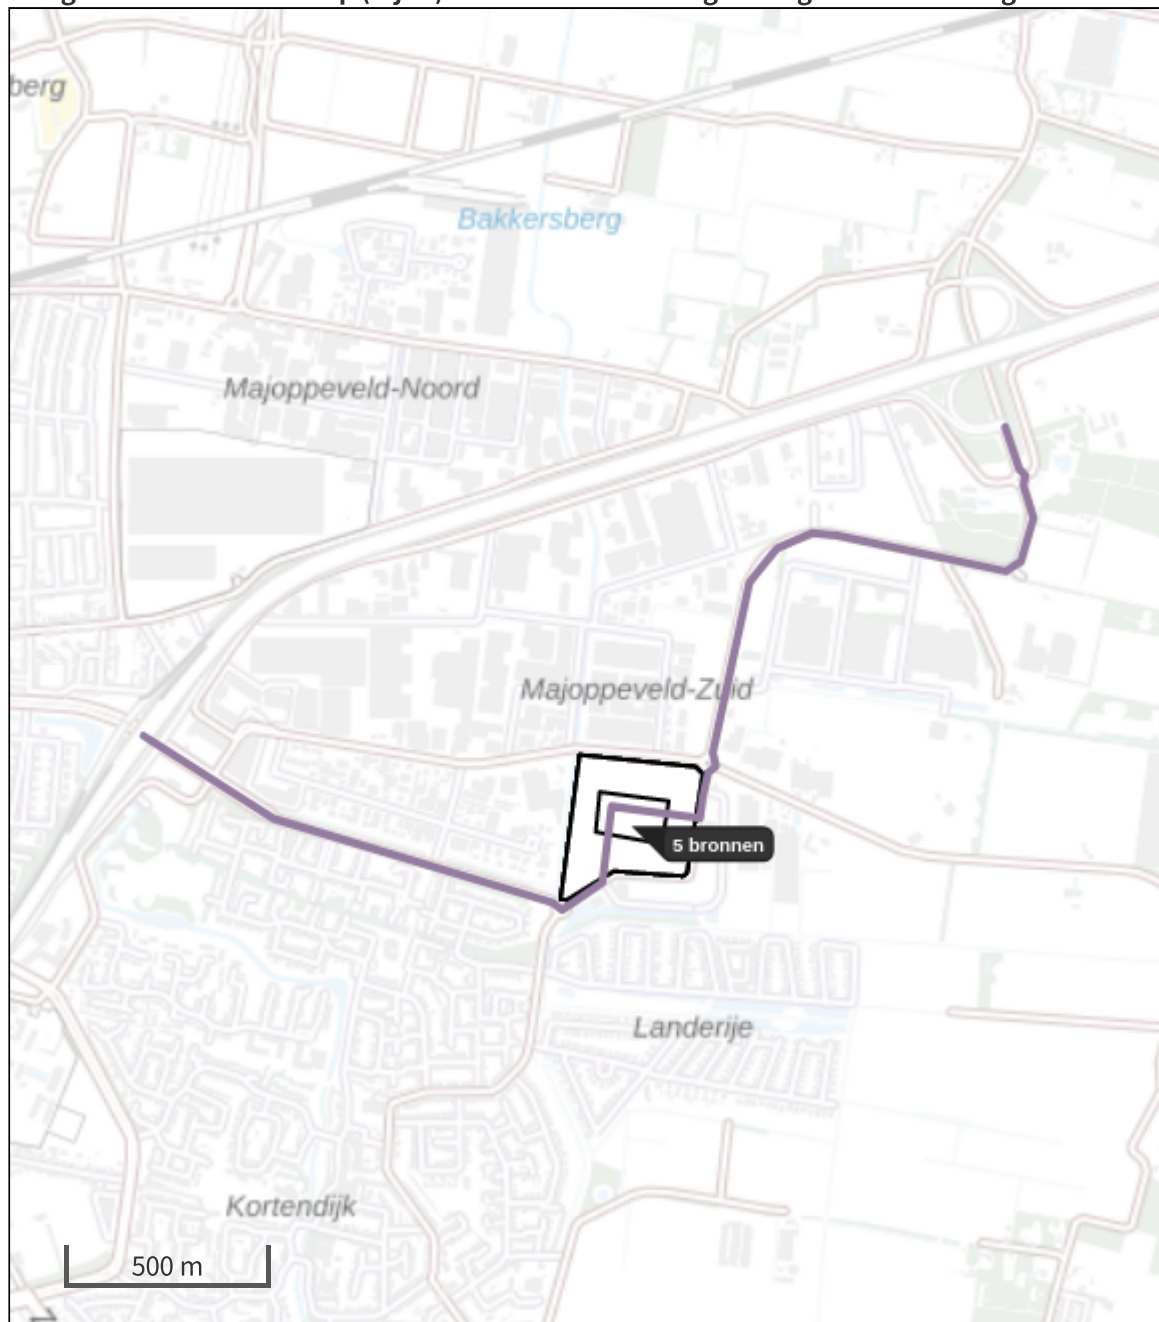 berg
Bakkersberg
Majoppeveld-Noord
Majoppeveld-Zuid
5 bronnen
Landerije
Kortendijk
500 m